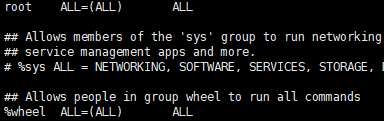 root    ALL=(ALL)       ALL
## Allows members of the 'sys' group to run networking
## service management apps and more.
# %sys ALL = NETWORKING, SOFTWARE, SERVICES, STORAGE,
## Allows people in group wheel to run all commands
%wheel  ALL=(ALL)       ALL